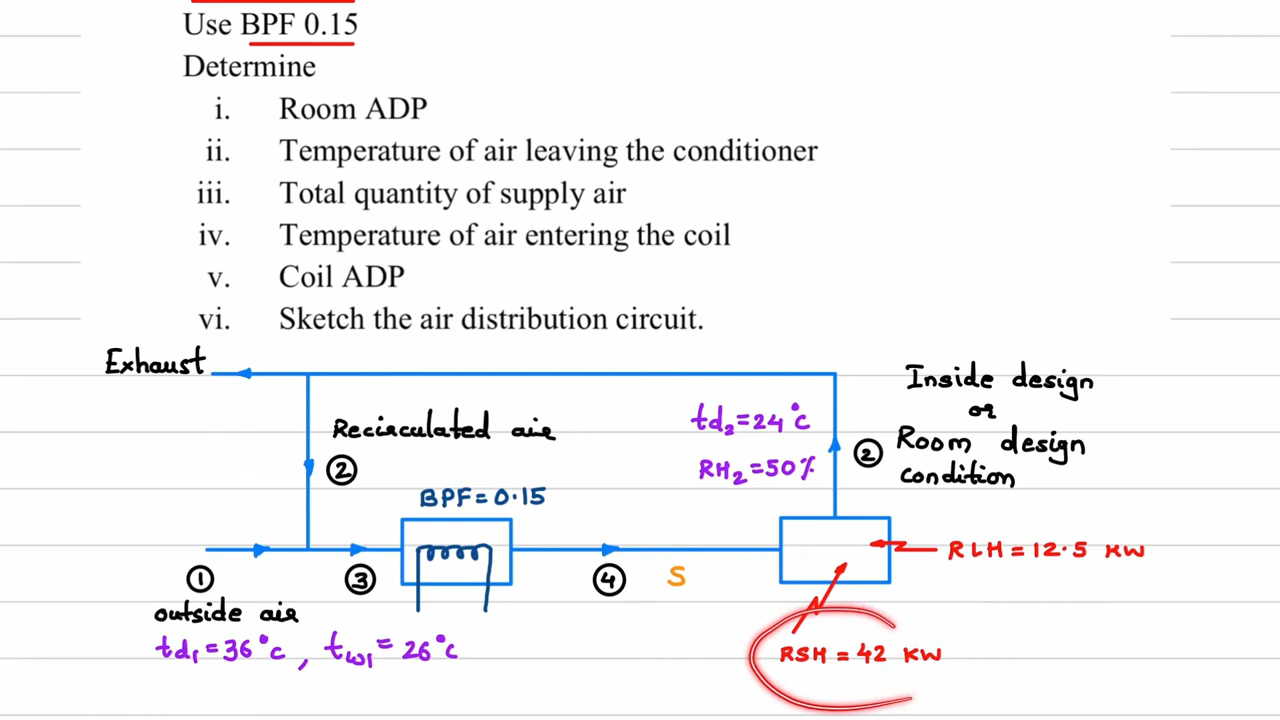 Use BPF 0.15
Determine
i. Room ADP
ii. Temperature of air leaving the conditioner
iii. Total quantity of supply air
iv. Temperature of air entering the coil
v. Coil ADP
vi. Sketch the air distribution circuit.
Exhaust
Recirculated air
②
BPF = 0.15
td₂ = 24°C
RH₂ = 50%
②
Inside design
or
Room design
condition
①
outside air
td₁ = 36°C, tw₁ = 26°C
③
④
S
RLH = 12.5 KW
RSH = 42 KW